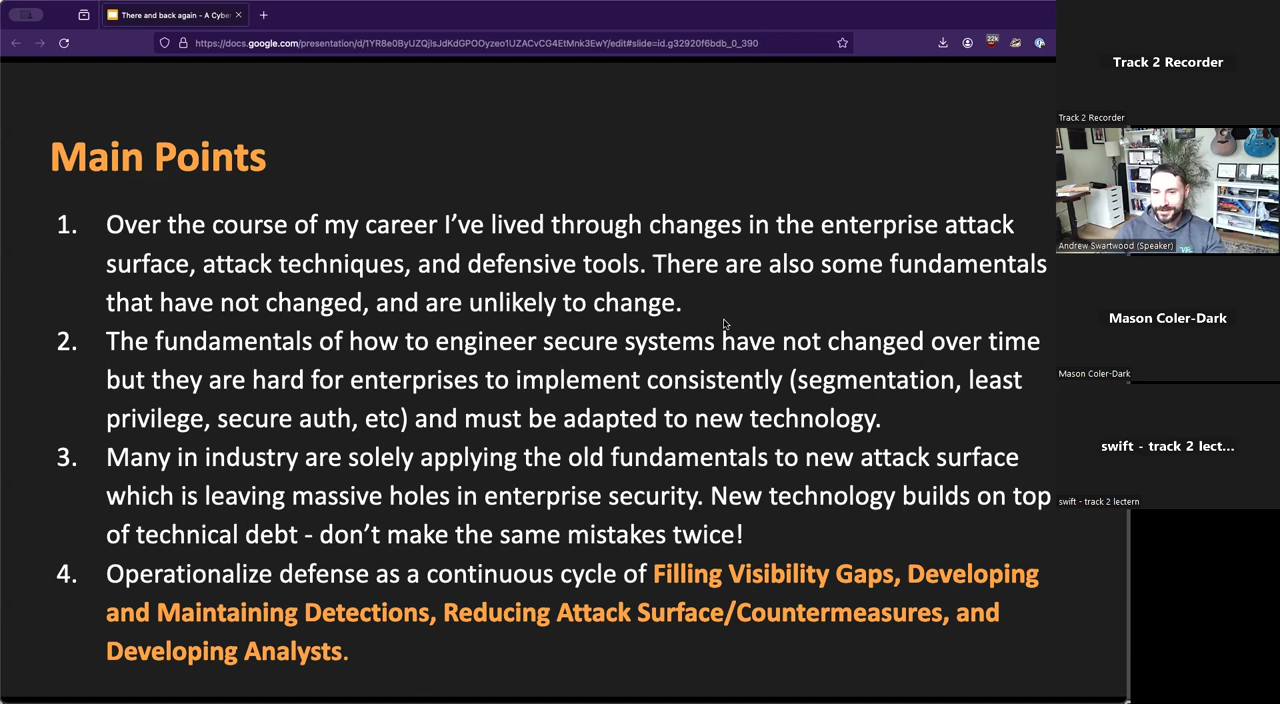 There and back again - A Cyber
https://docs.google.com/presentation/d/1YR8e0ByUZQjlsJdKdGPOOyzeo1UZACvCG4EtMnk3EwY/edit#slide=id.g32920f6bdb_0_390
22k
Main Points
1. Over the course of my career I’ve lived through changes in the enterprise attack
surface, attack techniques, and defensive tools. There are also some fundamentals
that have not changed, and are unlikely to change.
2. The fundamentals of how to engineer secure systems have not changed over time
but they are hard for enterprises to implement consistently (segmentation, least
privilege, secure auth, etc) and must be adapted to new technology.
3. Many in industry are solely applying the old fundamentals to new attack surface
which is leaving massive holes in enterprise security. New technology builds on top
of technical debt - don’t make the same mistakes twice!
4. Operationalize defense as a continuous cycle of Filling Visibility Gaps, Developing
and Maintaining Detections, Reducing Attack Surface/Countermeasures, and
Developing Analysts.
Track 2 Recorder
Track 2 Recorder
Andrew Swartwood (Speaker)
Mason Coler-Dark
Mason Coler-Dark
swift - track 2 lect...
swift - track 2 lectern